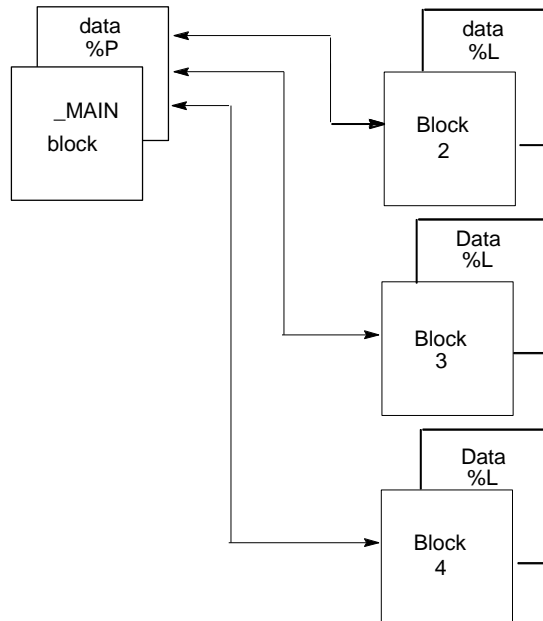 data
%P
_MAIN
block
data
%L
Block
2
Data
%L
Block
3
Data
%L
Block
4